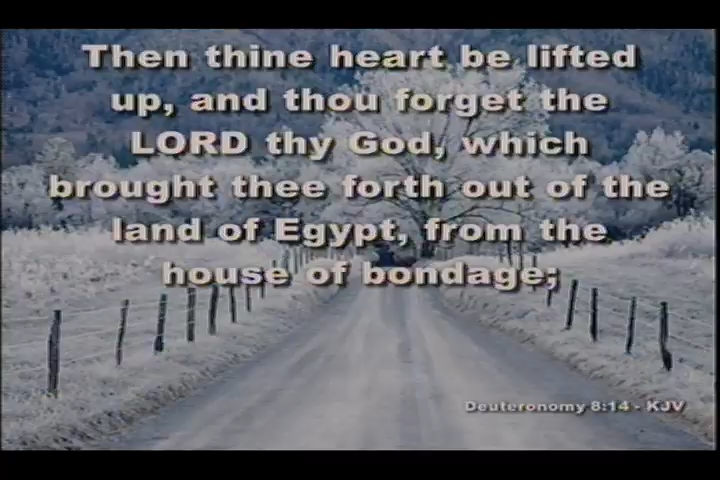 Then thine heart be lifted
up, and thou forget the
LORD thy God, which
brought thee forth out of the
land of Egypt, from the
house of bondage;
Deuteronomy 8:14 - KJV